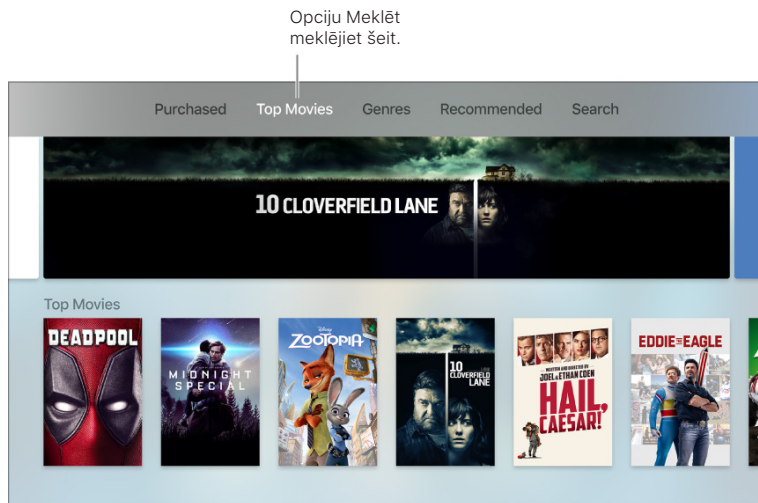 Opciju Meklēt
meklējiet šeit.
Purchased Top Movies Genres Recommended Search
10 CLOVERFIELD LANE
Top Movies
DEADPOOL
MIDNIGHT
SPECIAL
Disney
ZOOTOPIA
10
CLOVERFIELD
LANE
WRITTEN AND DIRECTED BY
JOEL & ETHAN COEN
HAIL,
CAESAR!
EDDIE THE EAGLE